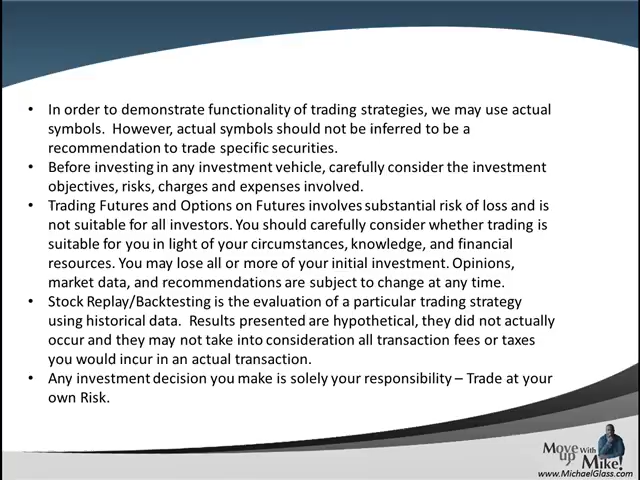 • In order to demonstrate functionality of trading strategies, we may use actual
symbols.  However, actual symbols should not be inferred to be a
recommendation to trade specific securities.
• Before investing in any investment vehicle, carefully consider the investment
objectives, risks, charges and expenses involved.
• Trading Futures and Options on Futures involves substantial risk of loss and is
not suitable for all investors. You should carefully consider whether trading is
suitable for you in light of your circumstances, knowledge, and financial
resources. You may lose all or more of your initial investment. Opinions,
market data, and recommendations are subject to change at any time.
• Stock Replay/Backtesting is the evaluation of a particular trading strategy
using historical data.  Results presented are hypothetical, they did not actually
occur and they may not take into consideration all transaction fees or taxes
you would incur in an actual transaction.
• Any investment decision you make is solely your responsibility – Trade at your
own Risk.
Move up With Mike!
www.MichaelGlass.com